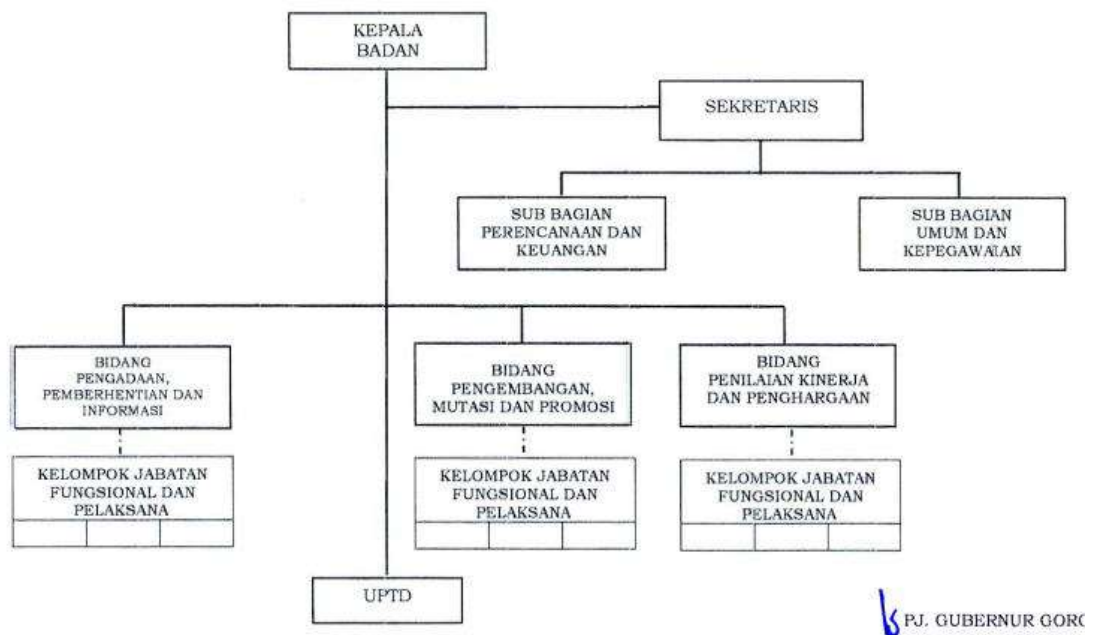 KEPALA
BADAN
SEKRETARIS
SUB BAGIAN
PERENCANAAN DAN
KEUANGAN
SUB BAGIAN
UMUM DAN
KEPEGAWAIAN
BIDANG
PENGADAAN,
PEMBERHENTIAN DAN
INFORMASI
BIDANG
PENGEMBANGAN,
MUTASI DAN PROMOSI
BIDANG
PENILAIAN KINERJA
DAN PENGHARGAAN
KELOMPOK JABATAN
FUNGSIONAL DAN
PELAKSANA
KELOMPOK JABATAN
FUNGSIONAL DAN
PELAKSANA
KELOMPOK JABATAN
FUNGSIONAL DAN
PELAKSANA
UPTD
PJ. GUBERNUR